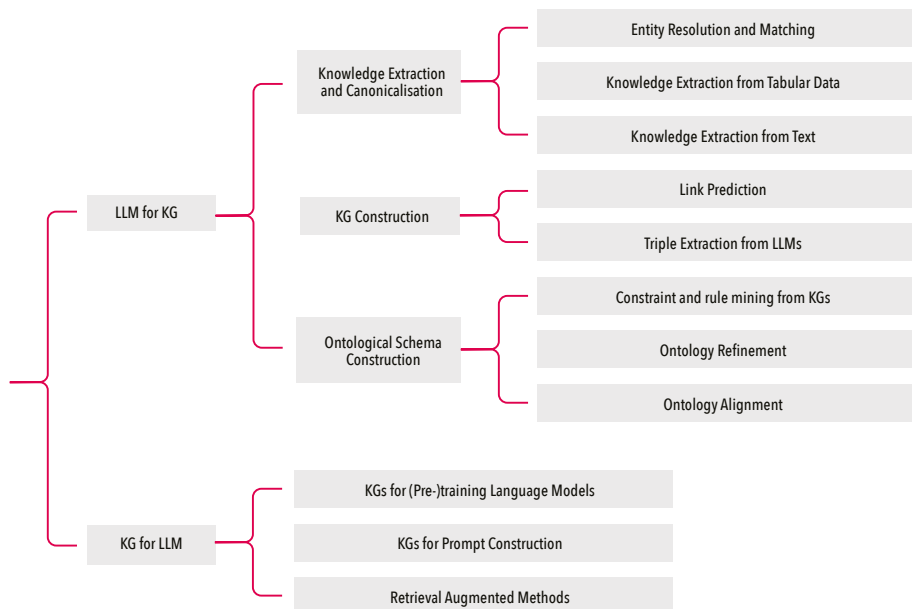 LLM for KG
Knowledge Extraction
and Canonicalisation
Entity Resolution and Matching
Knowledge Extraction from Tabular Data
Knowledge Extraction from Text
KG Construction
Link Prediction
Triple Extraction from LLMs
Ontological Schema
Construction
Constraint and rule mining from KGs
Ontology Refinement
Ontology Alignment
KG for LLM
KGs for (Pre-)training Language Models
KGs for Prompt Construction
Retrieval Augmented Methods